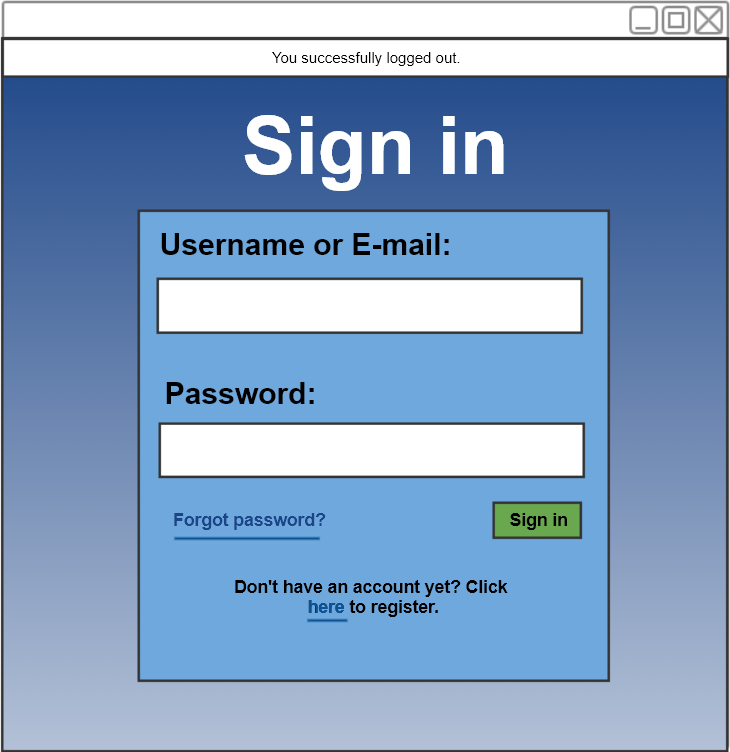 You successfully logged out.
Sign in
Username or E-mail:
Password:
Forgot password?
Sign in
Don't have an account yet? Click
here to register.